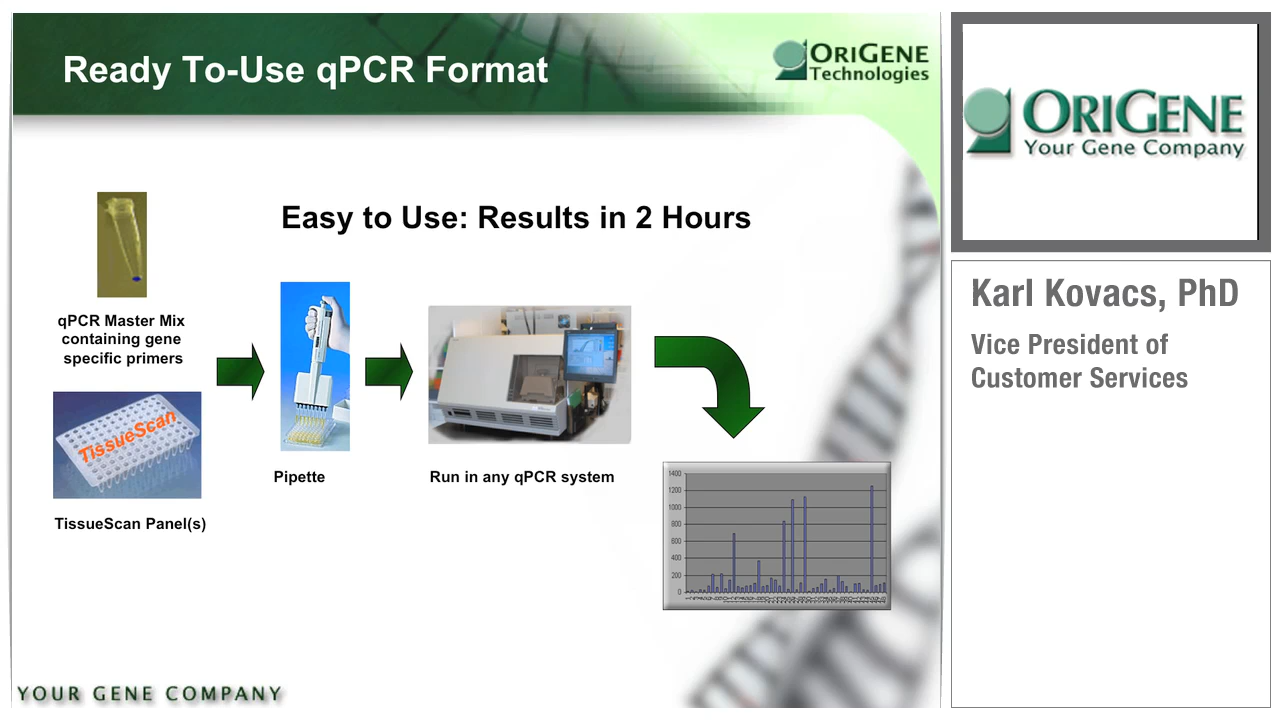 Ready To-Use qPCR Format
ORIGENE
Technologies
Easy to Use: Results in 2 Hours
qPCR Master Mix
containing gene
specific primers
TissueScan
TissueScan Panel(s)
Pipette
Run in any qPCR system
1400
1200
1000
800
600
400
200
0
YOUR GENE COMPANY
ORIGENE
Your Gene Company
Karl Kovacs, PhD
Vice President of
Customer Services